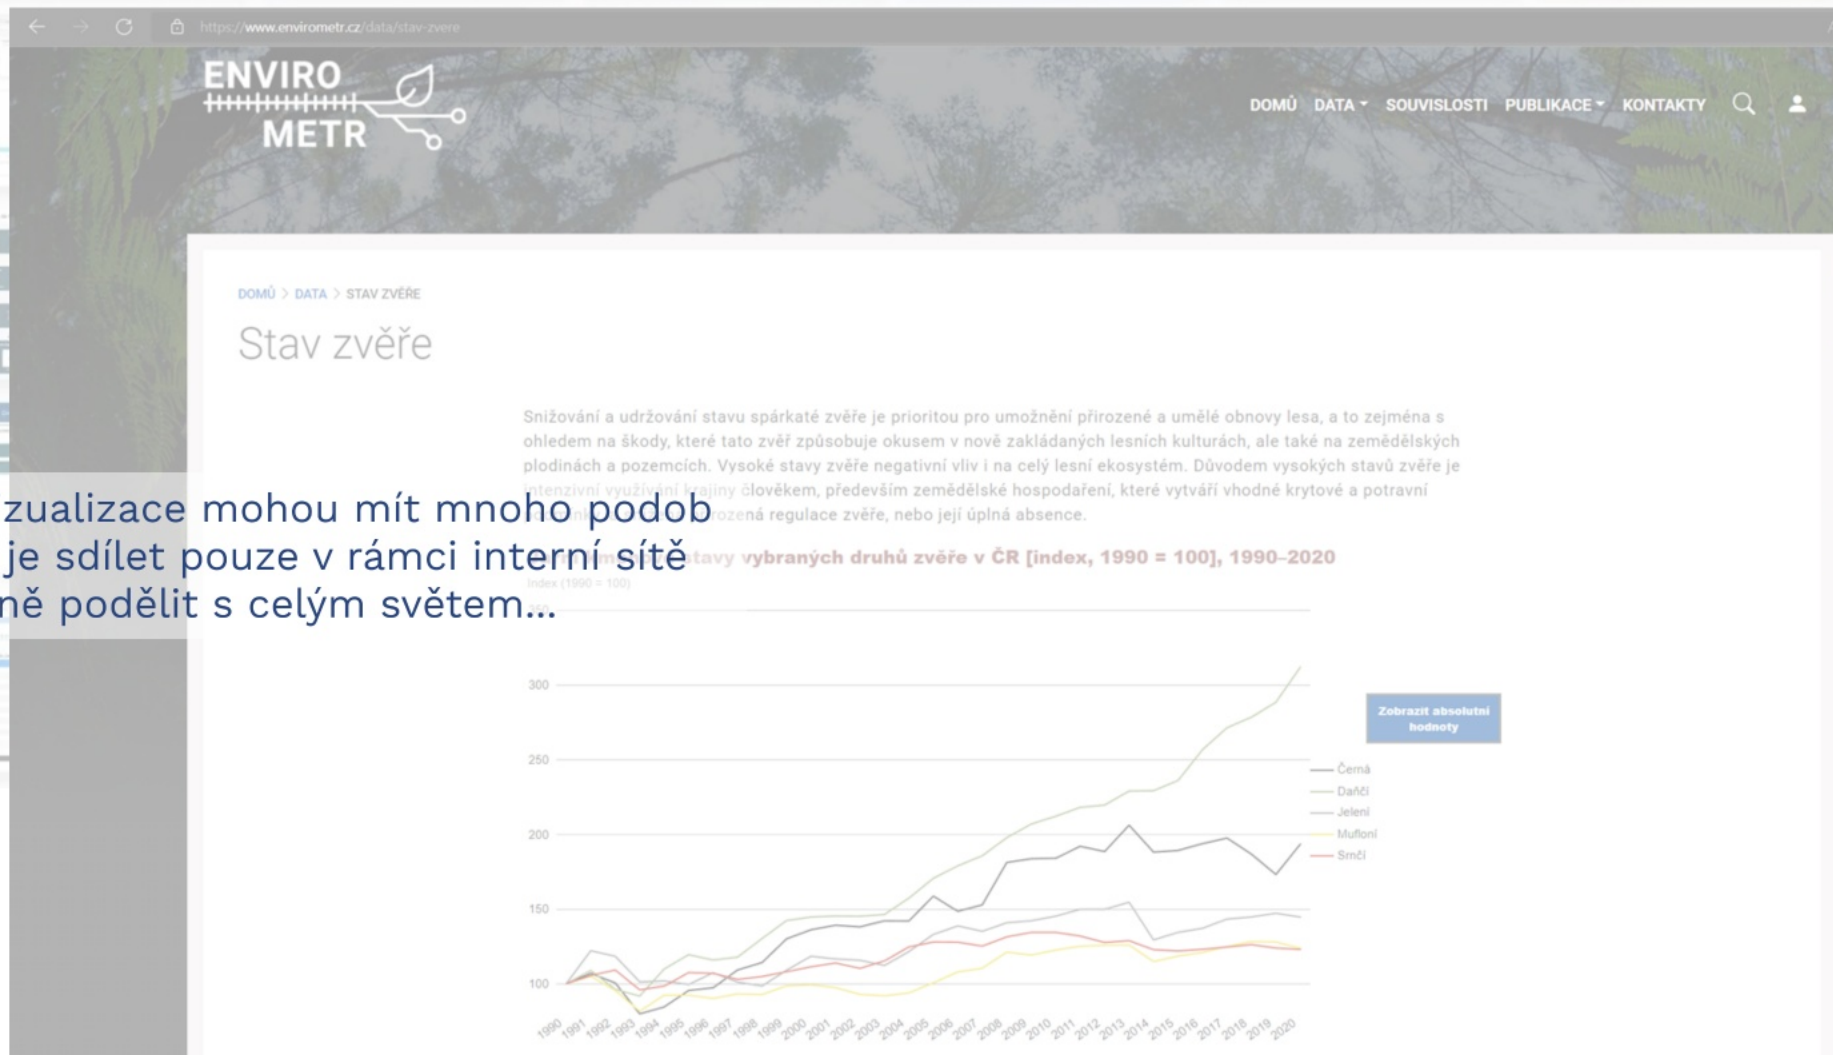 https://www.envirometr.cz/data/stav-zvere
ENVIRO
METR
DOMŮ DATA SOUVISLOSTI PUBLIKACE KONTAKTY
DOMŮ > DATA > STAV ZVĚŘE
Stav zvěře
Snižování a udržování stavu spárkaté zvěře je prioritou pro umožnění přirozené a umělé obnovy lesa, a to zejména s
ohledem na škody, které tato zvěř způsobuje okusem v nově zakládaných lesních kulturách, ale také na zemědělských
plodinách a pozemcích. Vysoké stavy zvěře negativní vliv i na celý lesní ekosystém. Důvodem vysokých stavů zvěře je
intenzivní využívání krajiny člověkem, především zemědělské hospodaření, které vytváří vhodné krytové a potravní
regulace zvěře, nebo její úplná absence.
zualizace mohou mít mnoho podob
je sdílet pouze v rámci interní sítě
ně podělit s celým světem...
stavy vybraných druhů zvěře v ČR [index, 1990 = 100], 1990–2020
Index (1990 = 100)
350
300
250
200
150
100
Zobrazit absolutní
hodnoty
Černá
Daňčí
Jelení
Mufloní
Srnčí
1990 1991 1992 1993 1994 1995 1996 1997 1998 1999 2000 2001 2002 2003 2004 2005 2006 2007 2008 2009 2010 2011 2012 2013 2014 2015 2016 2017 2018 2019 2020